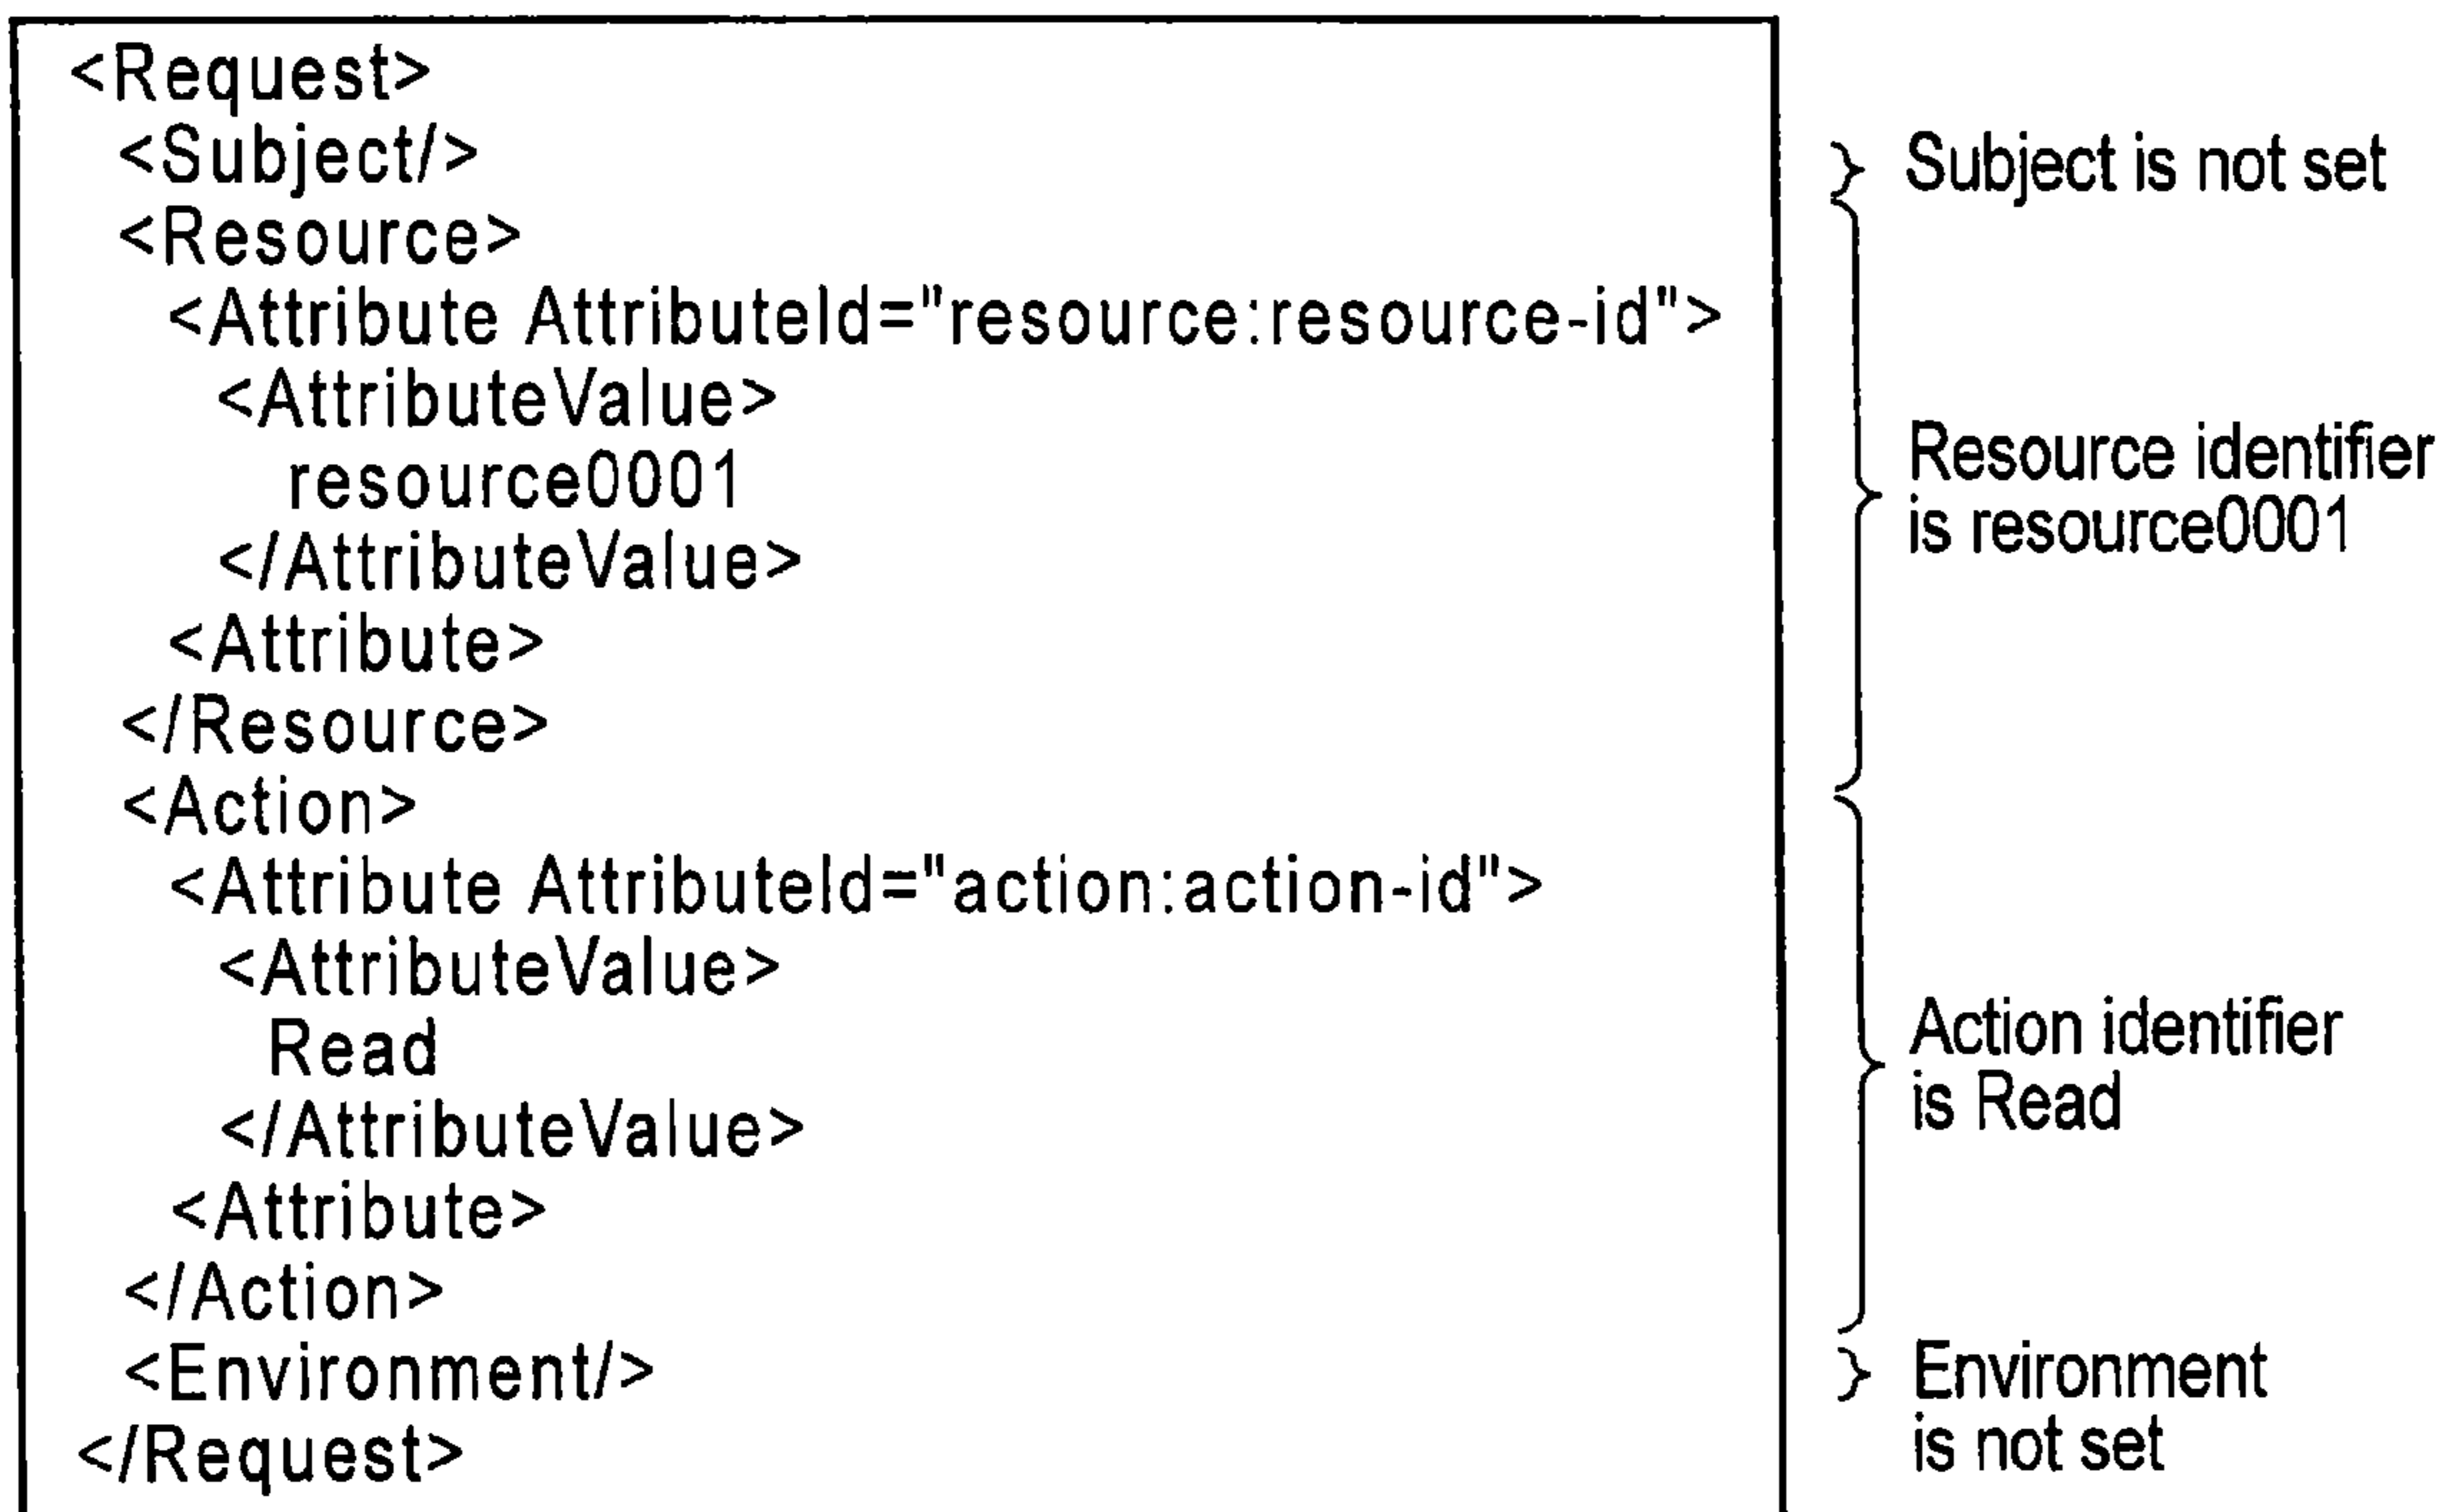 <Request>
<Subject/>
<Resource>
<Attribute AttributeId="resource:resource-id">
<AttributeValue>
resource0001
</AttributeValue>
<Attribute>
</Resource>
<Action>
<Attribute AttributeId="action:action-id">
<AttributeValue>
Read
</AttributeValue>
<Attribute>
</Action>
<Environment/>
</Request>
Subject is not set
Resource identifier
is resource0001
Action identifier
is Read
Environment
is not set